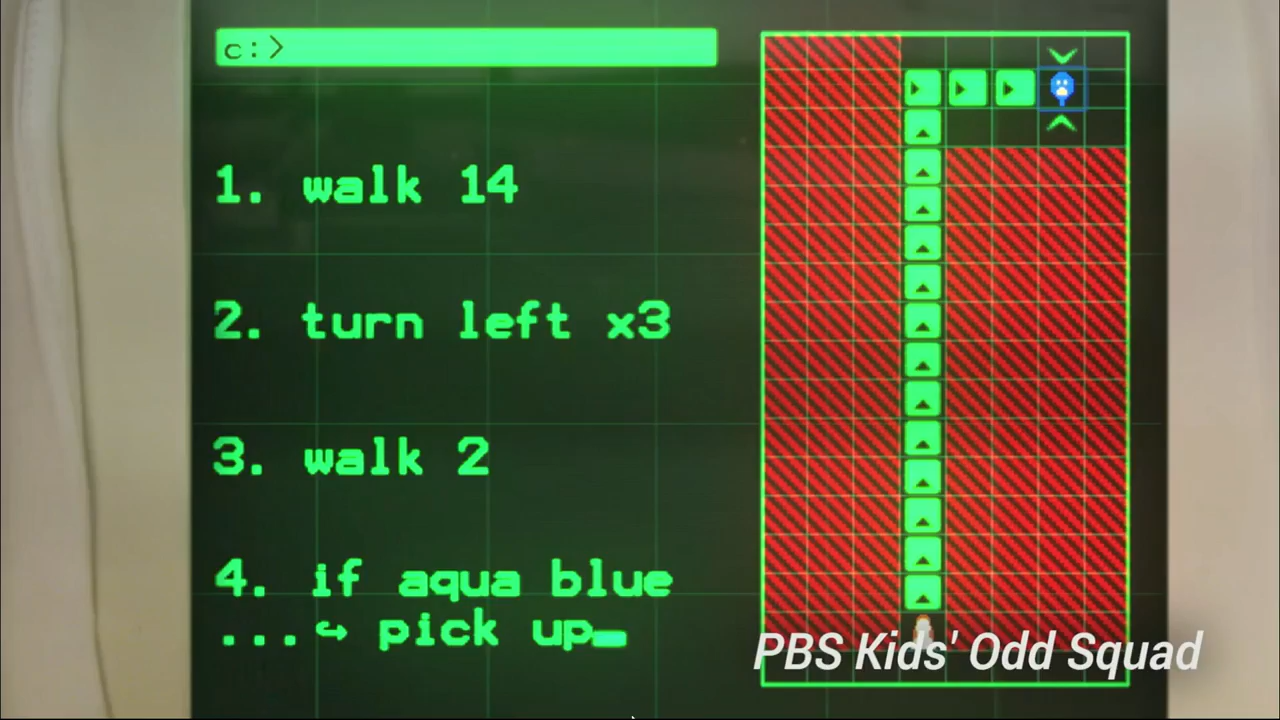 c:>
1. walk 14
2. turn left x3
3. walk 2
4. if aqua blue
...↪ pick up
PBS Kids' Odd Squad